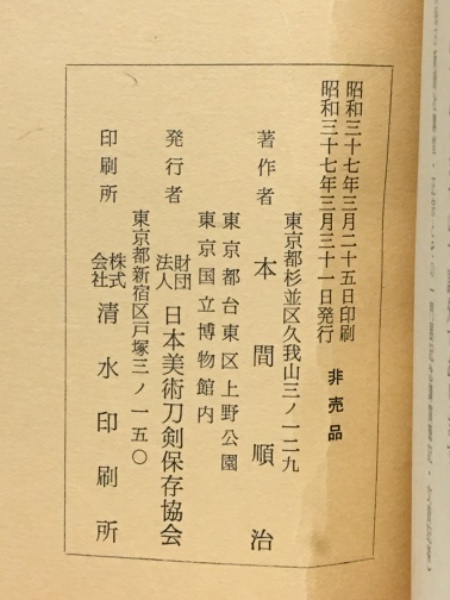 昭和三十七年三月二十五日印刷
昭和三十七年三月三十一日発行
非売品
東京都杉並区久我山三ノ一二九
著作者 本間順治
東京都台東区上野公園
東京国立博物館内
発行者 財団法人 日本美術刀剣保存協会
東京都新宿区戸塚三ノ一五〇
印刷所 株式会社 清水印刷所